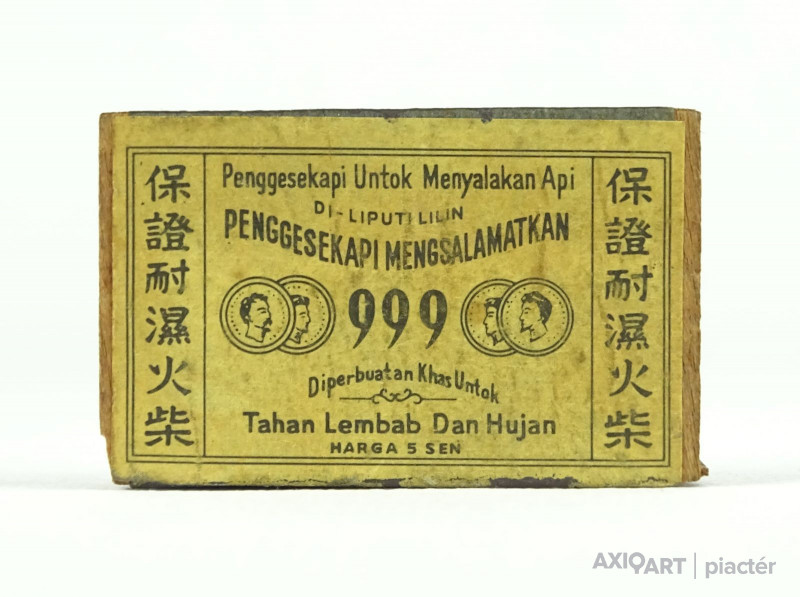 保證耐濕火柴
Penggesekapi Untok Menyalakan Api
DI-LIPUTI LILIN
PENGGESEKAPI MENGSALAMATKAN
999
Diperbuatan Khas Untok
Tahan Lembab Dan Hujan
HARGA 5 SEN
保證耐濕火柴
AXIOART | piactér